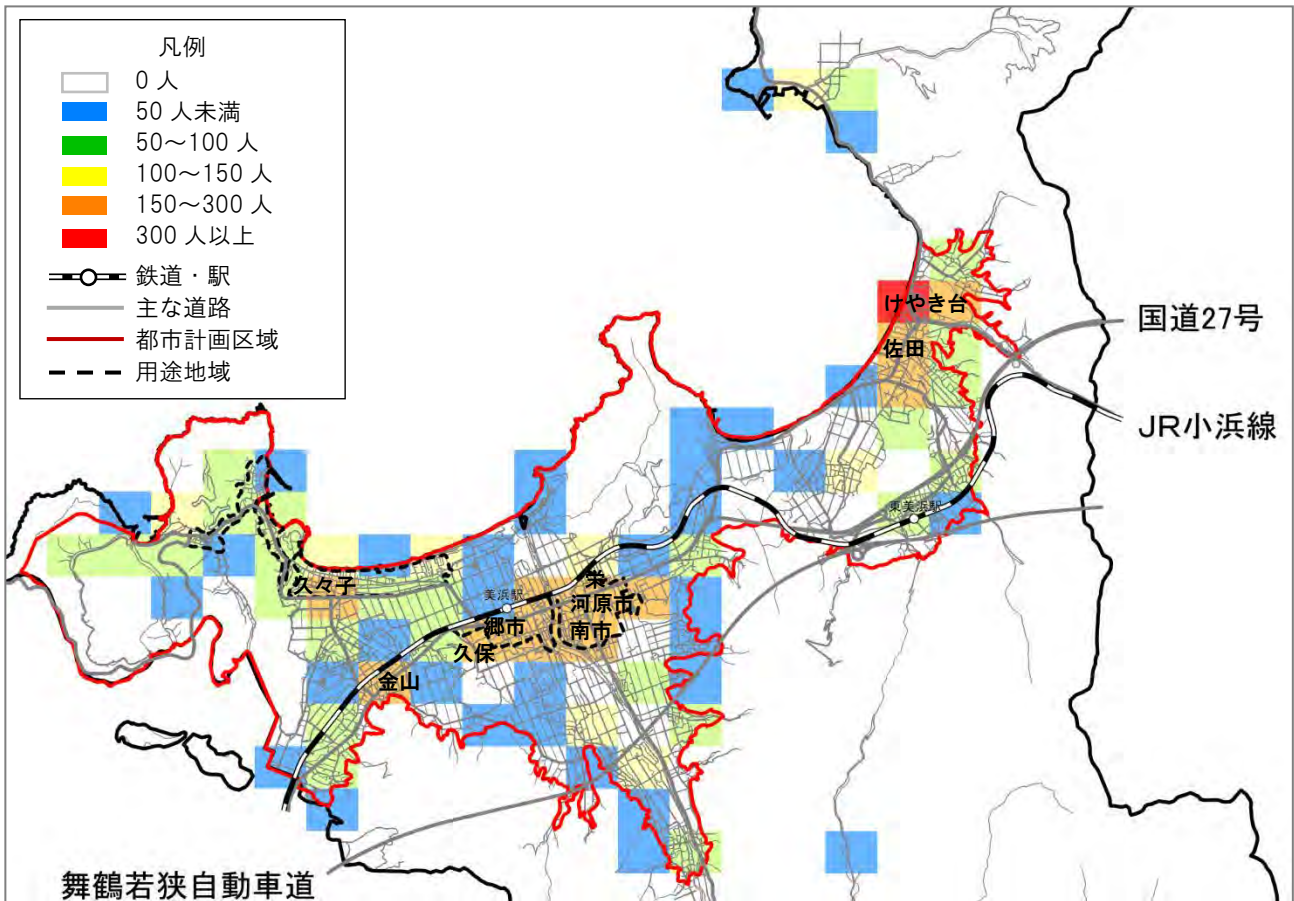 凡例
0 人
50 人未満
50～100 人
100～150 人
150～300 人
300 人以上
鉄道・駅
主な道路
都市計画区域
用途地域
けやき台
国道27号
佐田
JR小浜線
東美浜駅
久々子
栄
美浜駅
河原市
郷市
南市
久保
金山
舞鶴若狭自動車道